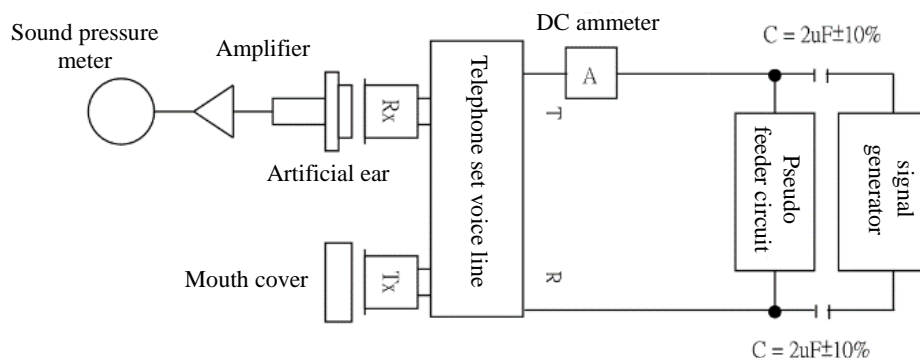 Sound pressure
meter
Amplifier
DC ammeter
C = 2uF±10%
A
Rx
Telephone set voice line
T
Pseudo
feeder circuit
signal
generator
Artificial ear
Mouth cover
Tx
R
C = 2uF±10%